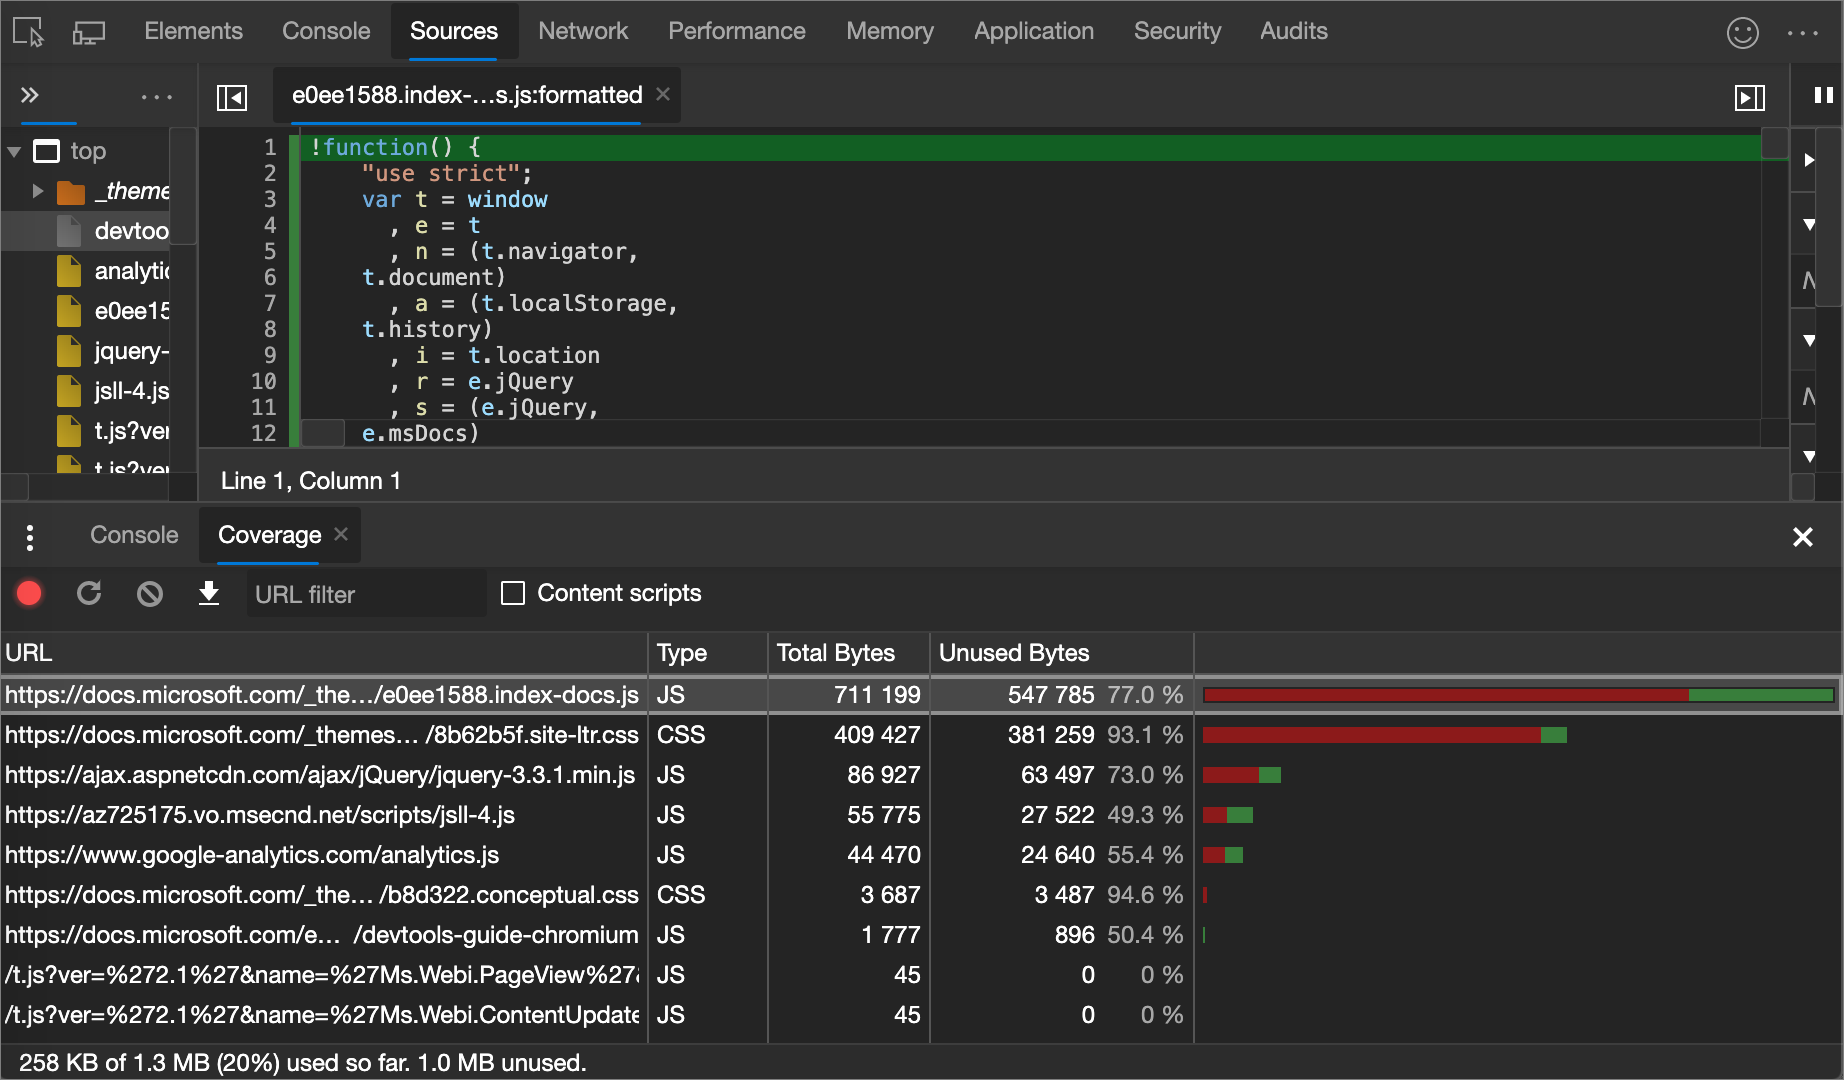 Elements Console Sources Network Performance Memory Application Security Audits
e0ee1588.index-...s.js:formatted
top
_theme
devtoo
analytic
e0ee15
jquery-
jsll-4.js
t.js?ver
t.js?ver
1 !function() {
2 "use strict";
3 var t = window
4 , e = t
5 , n = (t.navigator,
6 t.document)
7 , a = (t.localStorage,
8 t.history)
9 , i = t.location
10 , r = e.jQuery
11 , s = (e.jQuery,
12 e.msDocs)
Line 1, Column 1
Console Coverage
URL filter Content scripts
URL Type Total Bytes Unused Bytes
https://docs.microsoft.com/_the.../e0ee1588.index-docs.js JS 711 199 547 785 77.0 %
https://docs.microsoft.com/_themes... /8b62b5f.site-ltr.css CSS 409 427 381 259 93.1 %
https://ajax.aspnetcdn.com/ajax/jQuery/jquery-3.3.1.min.js JS 86 927 63 497 73.0 %
https://az725175.vo.msecnd.net/scripts/jsll-4.js JS 55 775 27 522 49.3 %
https://www.google-analytics.com/analytics.js JS 44 470 24 640 55.4 %
https://docs.microsoft.com/_the... /b8d322.conceptual.css CSS 3 687 3 487 94.6 %
https://docs.microsoft.com/e... /devtools-guide-chromium JS 1 777 896 50.4 %
/t.js?ver=%272.1%27&name=%27Ms.Webi.PageView%27& JS 45 0 0 %
/t.js?ver=%272.1%27&name=%27Ms.Webi.ContentUpdate JS 45 0 0 %
258 KB of 1.3 MB (20%) used so far. 1.0 MB unused.